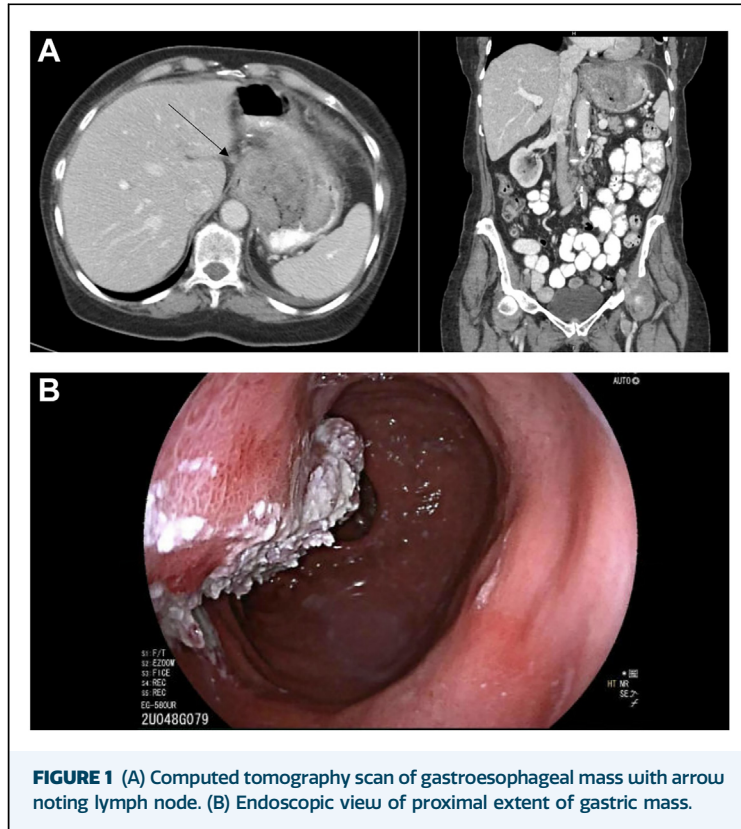 A
H
B
AUTO
S1:F/T
S2:EZOOM
S3:FICE
S4:REC
S5:REC
EG-580UR
2U048G079
HT NR
SE
FIGURE 1 (A) Computed tomography scan of gastroesophageal mass with arrow
noting lymph node. (B) Endoscopic view of proximal extent of gastric mass.